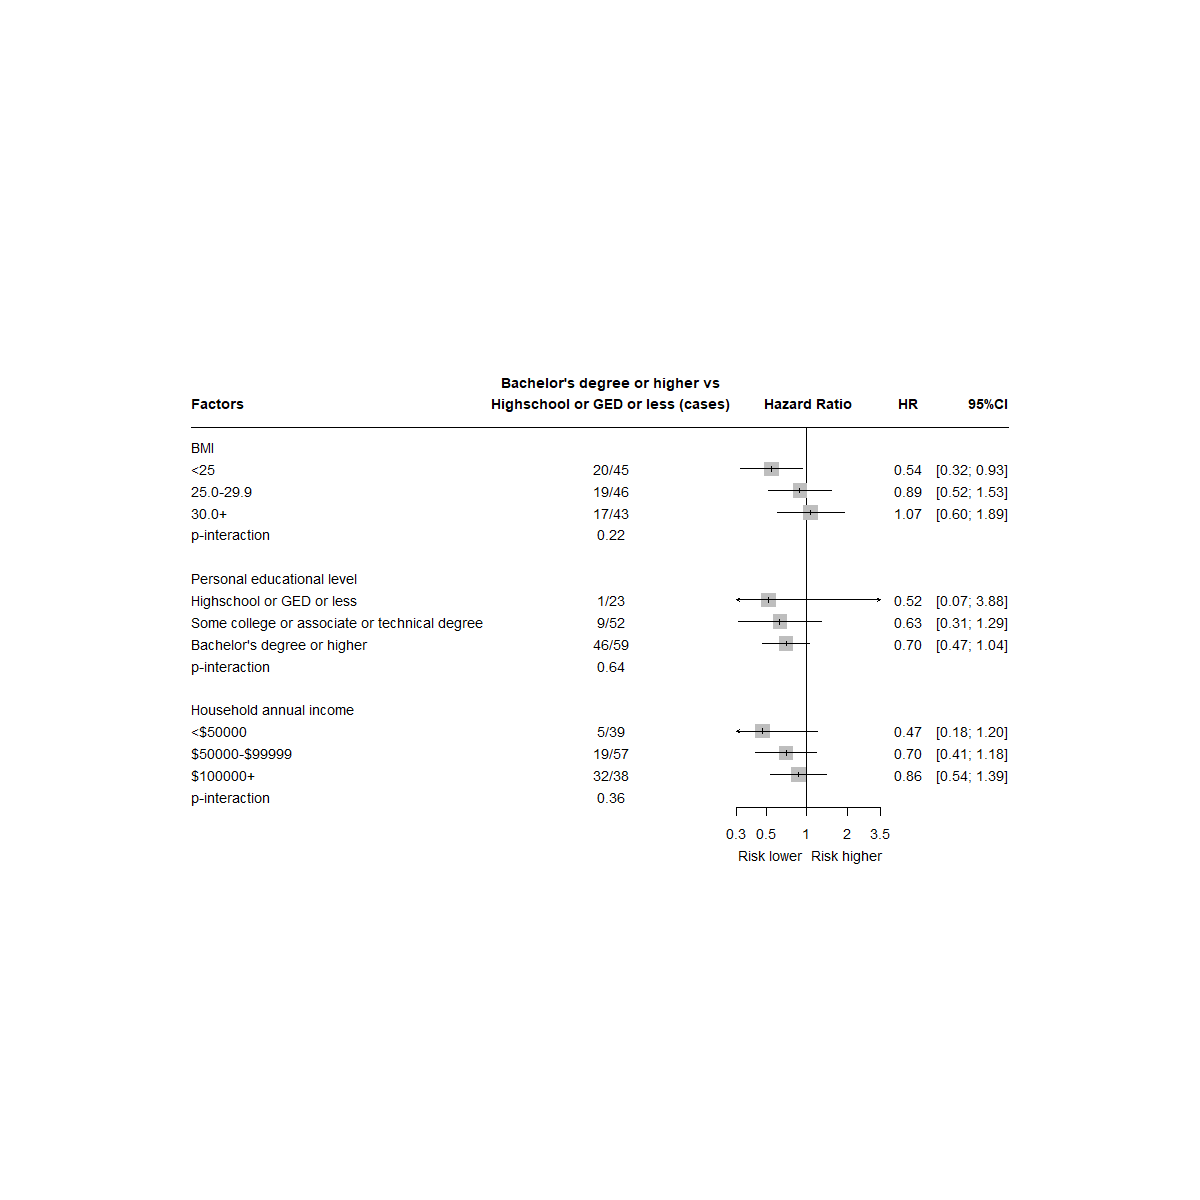 Bachelor's degree or higher vs
Factors Highschool or GED or less (cases) Hazard Ratio HR 95%CI
BMI
<25 20/45 0.54 [0.32; 0.93]
25.0-29.9 19/46 0.89 [0.52; 1.53]
30.0+ 17/43 1.07 [0.60; 1.89]
p-interaction 0.22
Personal educational level
Highschool or GED or less 1/23 0.52 [0.07; 3.88]
Some college or associate or technical degree 9/52 0.63 [0.31; 1.29]
Bachelor's degree or higher 46/59 0.70 [0.47; 1.04]
p-interaction 0.64
Household annual income
<$50000 5/39 0.47 [0.18; 1.20]
$50000-$99999 19/57 0.70 [0.41; 1.18]
$100000+ 32/38 0.86 [0.54; 1.39]
p-interaction 0.36
0.3 0.5 1 2 3.5
Risk lower Risk higher